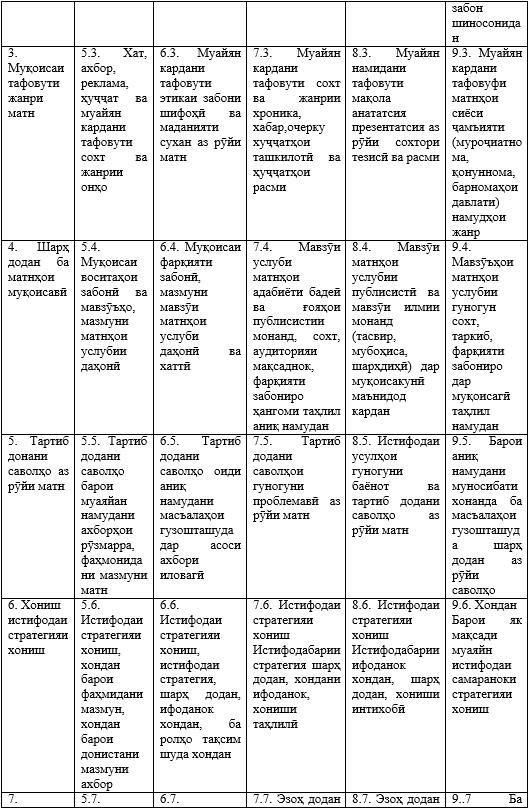 забон
шиносонида
н
3.
Муқоисаи
тафовути
жанри
матн
5.3. Хат,
ахбор,
реклама,
ҳуҷҷат ва
муайян
кардани
тафовути
сохт ва
жанрии
онҳо
6.3. Муайян
кардани
тафовути
этикаи забони
шифоҳӣ ва
маданияти
сухан аз рӯйи
матн
7.3. Муайян
кардани
тафовути сохт
ва жанрии
хроника,
хабар,очерку
ҳуҷҷатҳои
ташкилотӣ ва
ҳуҷҷатҳои
расми
8.3. Муайян
намидани
тафовути
мақола
анататсия
презентатсия аз
рӯйи сохтори
тезисӣ ва расми
9.3. Муайян
кардани
тафовуфи
матнҳои
сиёси
ҷамъияти
(муроҷиатно
ма,
қонуннома,
барномаҳои
давлати)
намудҳои
жанр
4. Шарҳ
додан ба
матнҳои
муқоисавӣ
5.4.
Муқоисаи
воситаҳои
забонӣ ва
мавзӯъҳо,
мазмуни
матнҳои
услубии
даҳонӣ
6.4. Муқоисаи
фарқияти
забонӣ,
мазмуни
мавзӯи
матнҳои
услуби
даҳонӣ ва
хаттӣ
7.4. Мавзӯи
услуби
матнҳои
адабиёти бадеӣ
ва ғояҳои
публисистии
монанд, сохт,
аудиторияи
мақсаднок,
фарқияти
забониро
ҳангоми таҳлил
аниқ намудан
8.4. Мавзӯи
матнҳои
услубии
публисистӣ ва
мавзӯи илмии
монанд
(тасвир,
мубоҳиса,
шарҳдиҳӣ) дар
муқоисакунӣ
маънидод
кардан
9.4.
Мавзӯъҳои
матнҳои
услубии
гуногун
сохт,
таркиб,
фарқияти
забониро
дар
муқоисагӣ
таҳлил
намудан
5. Тартиб
донани
саволҳо аз
рӯйи матн
5.5. Тартиб
додани
саволҳо
барои
муаяйан
намудани
ахборҳои
рӯзмарра,
фаҳмонида
ни мазмуни
матн
6.5. Тартиб
додани
саволҳо оиди
аниқ
намудани
масъалаҳои
гузошташуда
дар асоси
ахбори
иловагӣ
7.5. Тартиб
додани
саволҳои
гуногуни
проблемавӣ аз
рӯйи матн
8.5. Истифодаи
усулҳои
гуногуни
баёнот ва
тартиб додани
саволҳо аз
рӯйи матн
9.5. Барои
аниқ
намудани
муносибати
хонанда ба
масъалаҳои
гузошташуд
а шарҳ
додан аз
рӯйи
саволҳо
6. Хониш
истифодаи
стратегияи
хониш
5.6.
Истифодаи
стратегияи
хониш,
хондан
барои
фаҳмидани
мазмун,
хондан
барои
донистани
мазмуни
ахбор
6.6.
Истифодаи
стратегияи
хониш,
истифодаи
стратегия,
шарҳ додан,
ифоданок
хондан, ба
ролҳо тақсим
шуда хондан
7.6. Истифодаи
стратегияи
хониш
Истифодабарии
стратегия шарҳ
додан, хондани
ифоданок,
хониши
таҳлилӣ
8.6. Истифодаи
стратегияи
хониш
Истифодабарии
ифоданок
хондан, шарҳ
додан, хониши
интихобӣ
9.6. Хондан
Барои як
мақсади
муаяйн
истифодаи
самараноки
стратегияи
хониш
7.
5.7.
6.7.
7.7. Эзоҳ додан
8.7. Эзоҳ додан
9..7 Ба